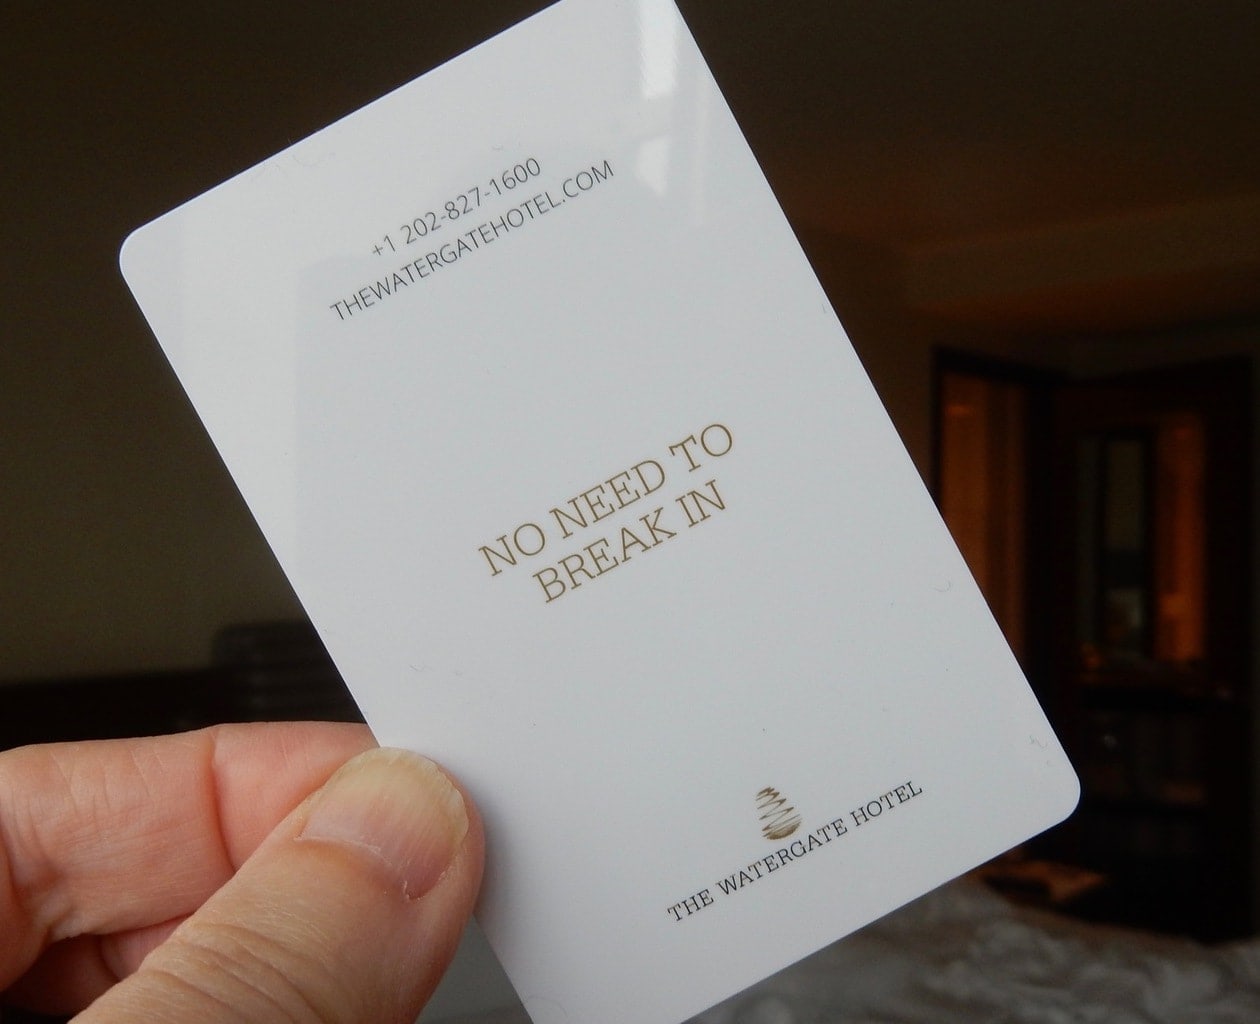 +1 202-827-1600
THEWATERGATEHOTEL.COM
NO NEED TO
BREAK IN
THE WATERGATE HOTEL